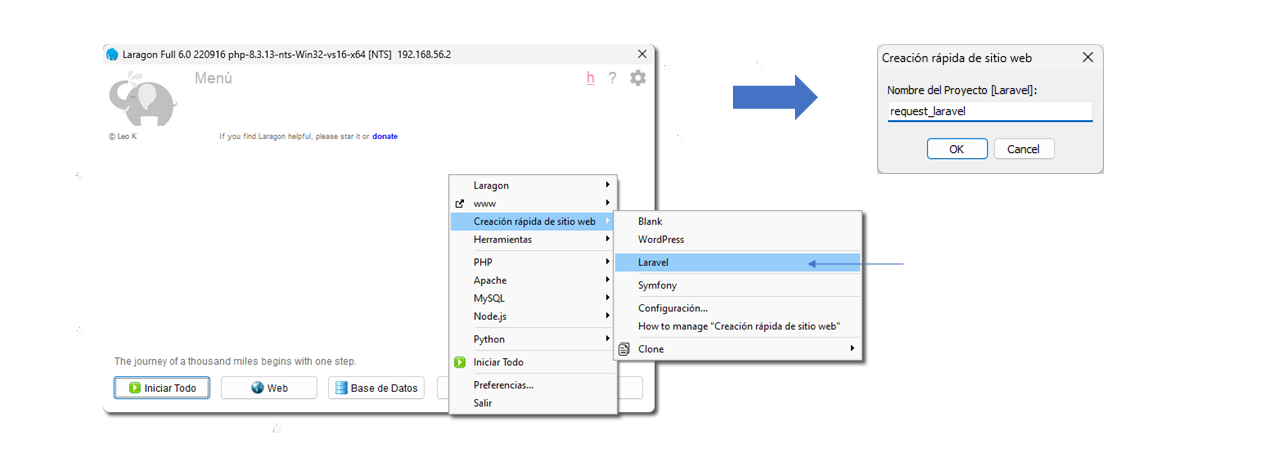 Laragon Full 6.0 220916 php-8.3.13-nts-Win32-vs16-x64 [NTS] 192.168.56.2
Menú
h ?
© Leo K
If you find Laragon helpful, please star it or donate
Laragon
www
Creación rápida de sitio web
Herramientas
PHP
Apache
MySQL
Node.js
Python
Iniciar Todo
Preferencias...
Salir
Blank
WordPress
Laravel
Symfony
Configuración...
How to manage "Creación rápida de sitio web"
Clone
The journey of a thousand miles begins with one step.
Iniciar Todo
Web
Base de Datos
Creación rápida de sitio web
Nombre del Proyecto [Laravel]:
request_laravel
OK
Cancel